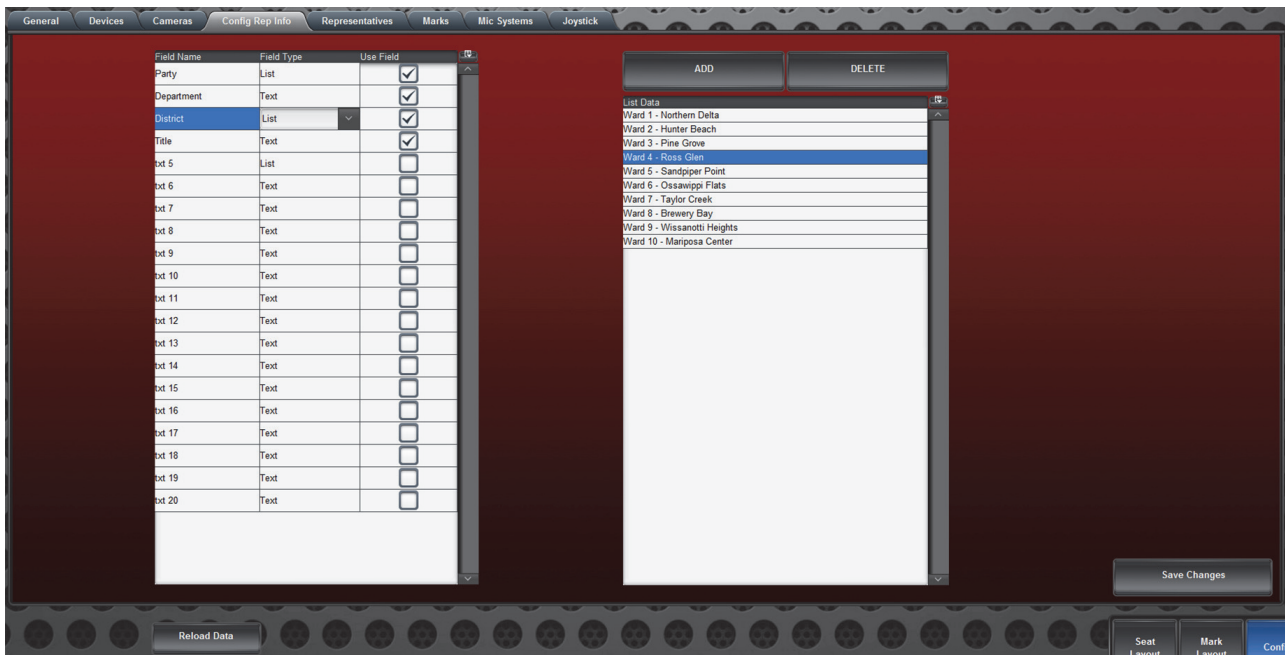 General Devices Cameras Config Rep Info Representatives Marks Mic Systems Joystick
Field Name Field Type Use Field
Party List
Department Text
District List
Title Text
txt 5 List
txt 6 Text
txt 7 Text
txt 8 Text
txt 9 Text
txt 10 Text
txt 11 Text
txt 12 Text
txt 13 Text
txt 14 Text
txt 15 Text
txt 16 Text
txt 17 Text
txt 18 Text
txt 19 Text
txt 20 Text
ADD DELETE
List Data
Ward 1 - Northern Delta
Ward 2 - Hunter Beach
Ward 3 - Pine Grove
Ward 4 - Ross Glen
Ward 5 - Sandpiper Point
Ward 6 - Ossawippi Flats
Ward 7 - Taylor Creek
Ward 8 - Brewery Bay
Ward 9 - Wissanotti Heights
Ward 10 - Mariposa Center
Save Changes
Reload Data
Seat Mark Conf
Layout Layout